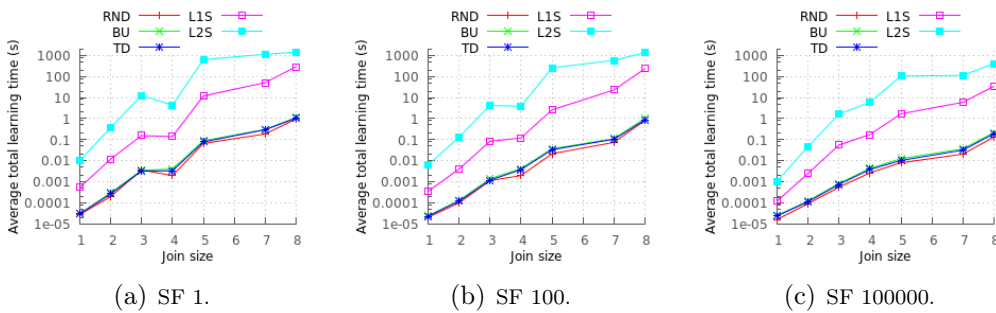 RND L1S
BU L2S
TD
Average total learning time (s)
1000
100
10
1
0.1
0.01
0.001
0.0001
1e-05
1 2 3 4 5 6 7 8
Join size
(a) SF 1.
RND L1S
BU L2S
TD
Average total learning time (s)
1000
100
10
1
0.1
0.01
0.001
0.0001
1e-05
1 2 3 4 5 6 7 8
Join size
(b) SF 100.
RND L1S
BU L2S
TD
Average total learning time (s)
1000
100
10
1
0.1
0.01
0.001
0.0001
1e-05
1 2 3 4 5 6 7 8
Join size
(c) SF 100000.